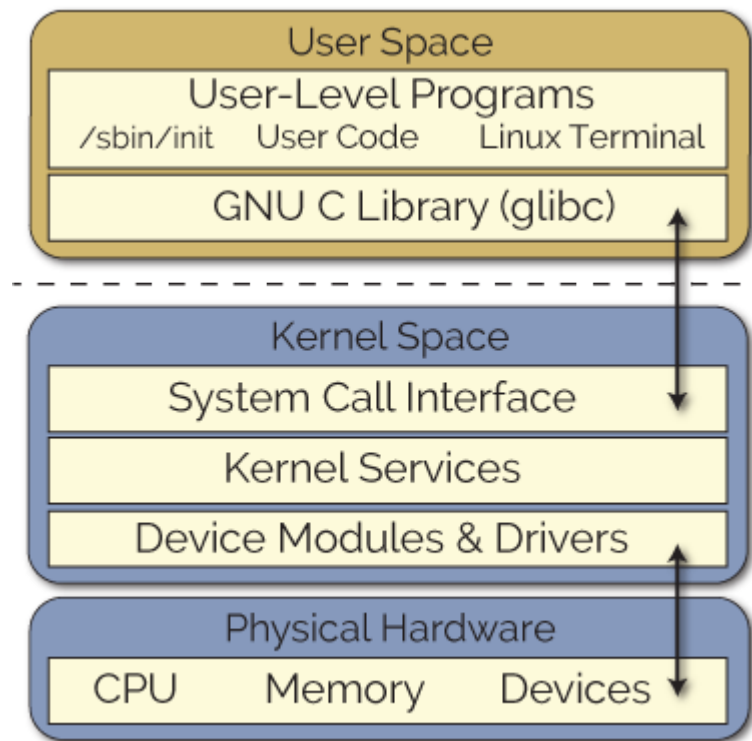 User Space
User-Level Programs
/sbin/init User Code Linux Terminal
GNU C Library (glibc)
Kernel Space
System Call Interface
Kernel Services
Device Modules & Drivers
Physical Hardware
CPU Memory Devices